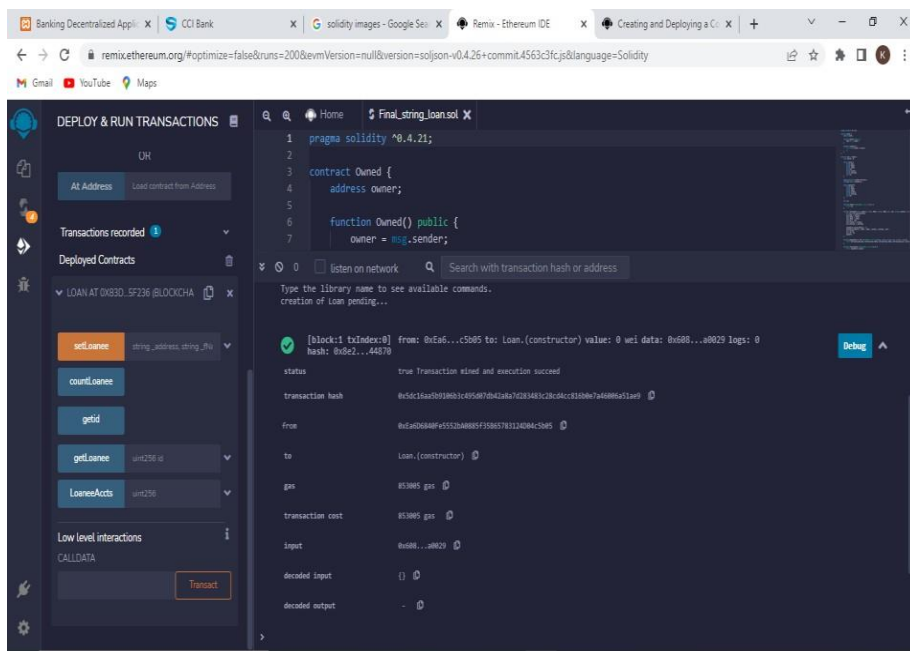 Banking Decentralized Applic
CCI Bank
solidity images - Google Sea
Remix - Ethereum IDE
Creating and Deploying a Co
remix.ethereum.org/#optimize=false&runs=200&evmVersion=null&version=soljson-v0.4.26+commit.4563c3fc.js&language=Solidity
Gmail
YouTube
Maps
DEPLOY & RUN TRANSACTIONS
OR
At Address
Load contract from Address
Transactions recorded 1
Deployed Contracts
LOAN AT 0X83D...5F236 (BLOCKCHA
setLoanee
string _address, string _fNa
countLoanee
getid
getLoanee
uint256 id
LoaneeAccts
uint256
Low level interactions
CALLDATA
Transact
Home
Final_string_loan.sol
1 pragma solidity ^0.4.21;
2
3 contract Owned {
4 address owner;
5
6 function Owned() public {
7 owner = msg.sender;
0
listen on network
Search with transaction hash or address
Type the library name to see available commands.
creation of Loan pending...
[block:1 txIndex:0] from: 0xEa6...c5b05 to: Loan.(constructor) value: 0 wei data: 0x608...a0029 logs: 0
hash: 0x8e2...44870
Debug
status true Transaction mined and execution succeed
transaction hash
from
to Loan.(constructor)
gas 853005 gas
transaction cost 853005 gas
input 0x608...a0029
decoded input {}
decoded output -
>